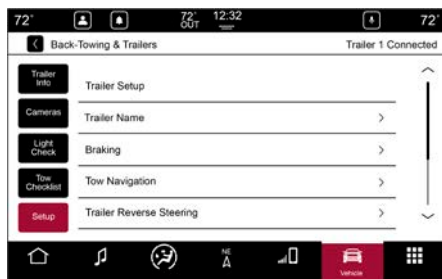 72° 72° OUT 12:32 72°
Back-Towing & Trailers Trailer 1 Connected
Trailer Info
Trailer Setup
Cameras
Trailer Name
Light Check
Braking
Tow Checklist
Tow Navigation
Setup
Trailer Reverse Steering
NE
A
Vehicle